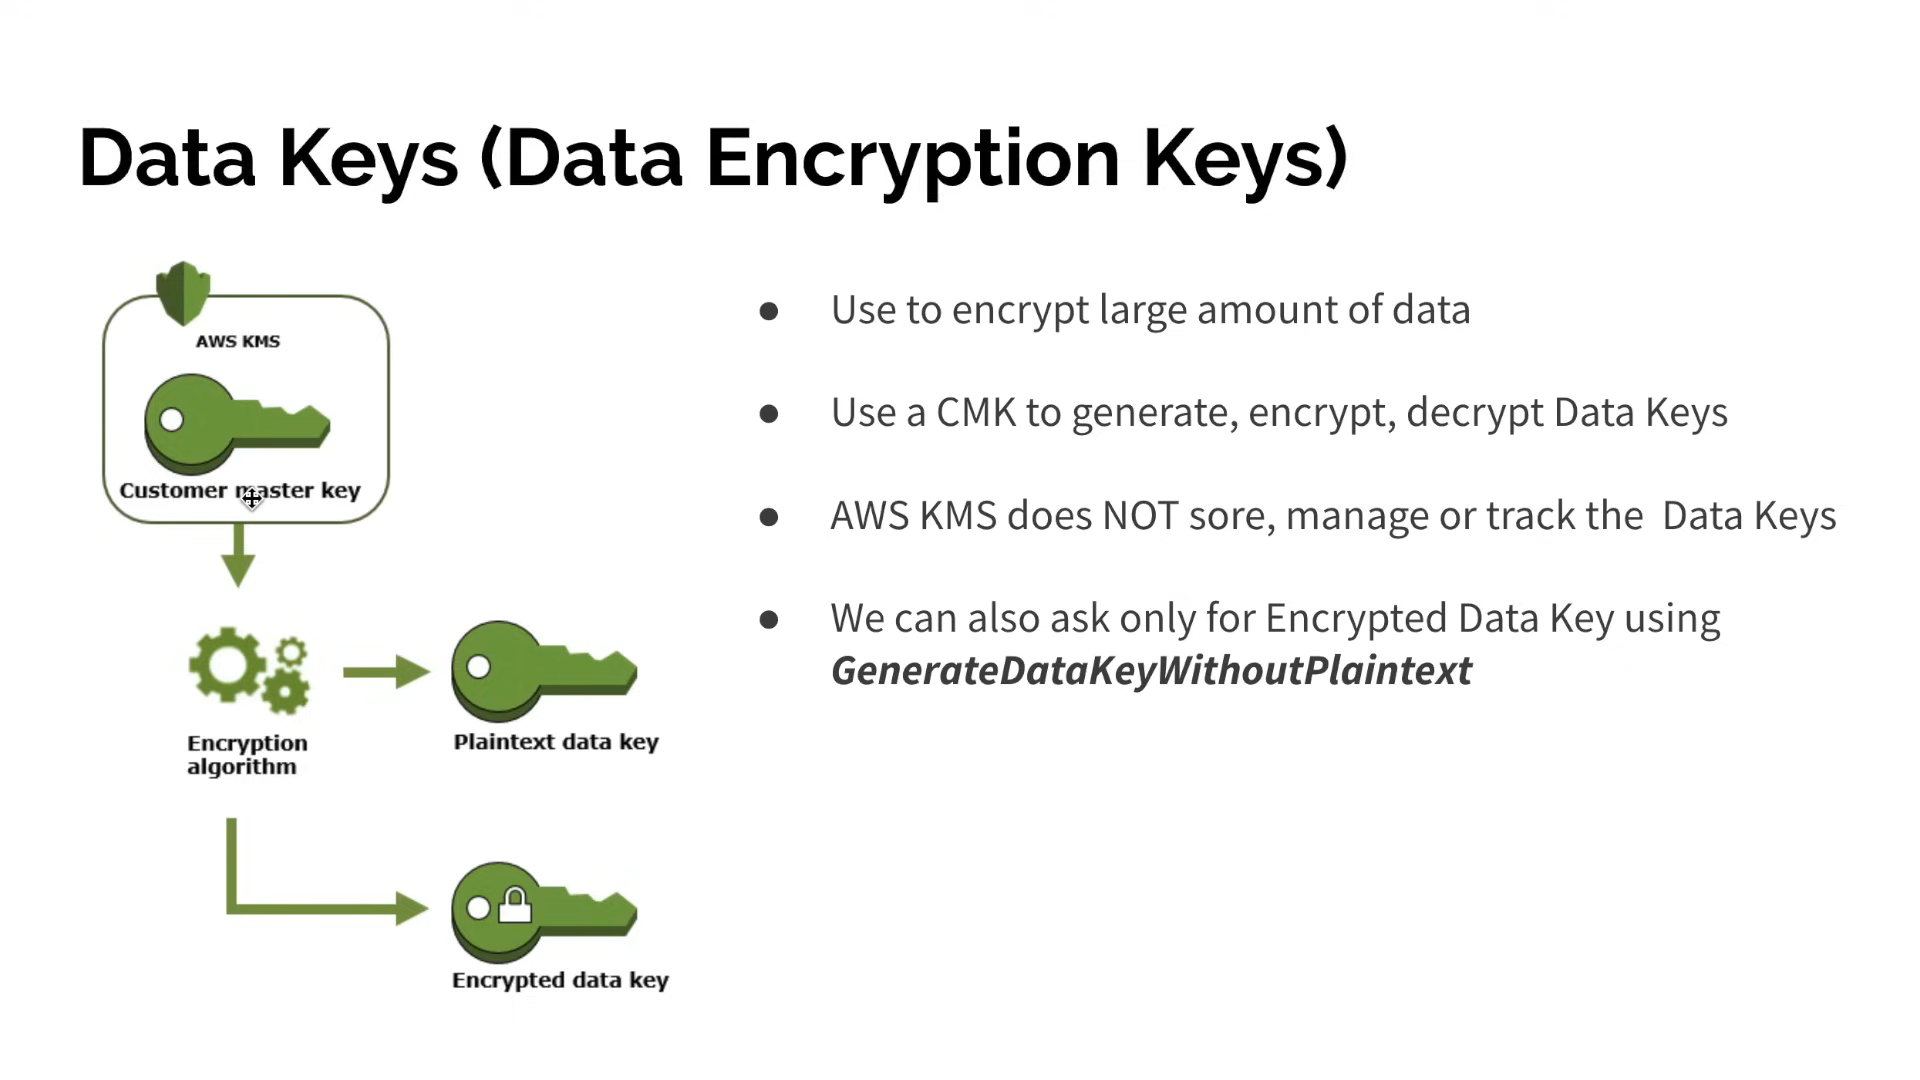 Data Keys (Data Encryption Keys)
AWS KMS
Customer master key
Encryption
algorithm
Plaintext data key
Encrypted data key
● Use to encrypt large amount of data
● Use a CMK to generate, encrypt, decrypt Data Keys
● AWS KMS does NOT sore, manage or track the  Data Keys
● We can also ask only for Encrypted Data Key using
GenerateDataKeyWithoutPlaintext